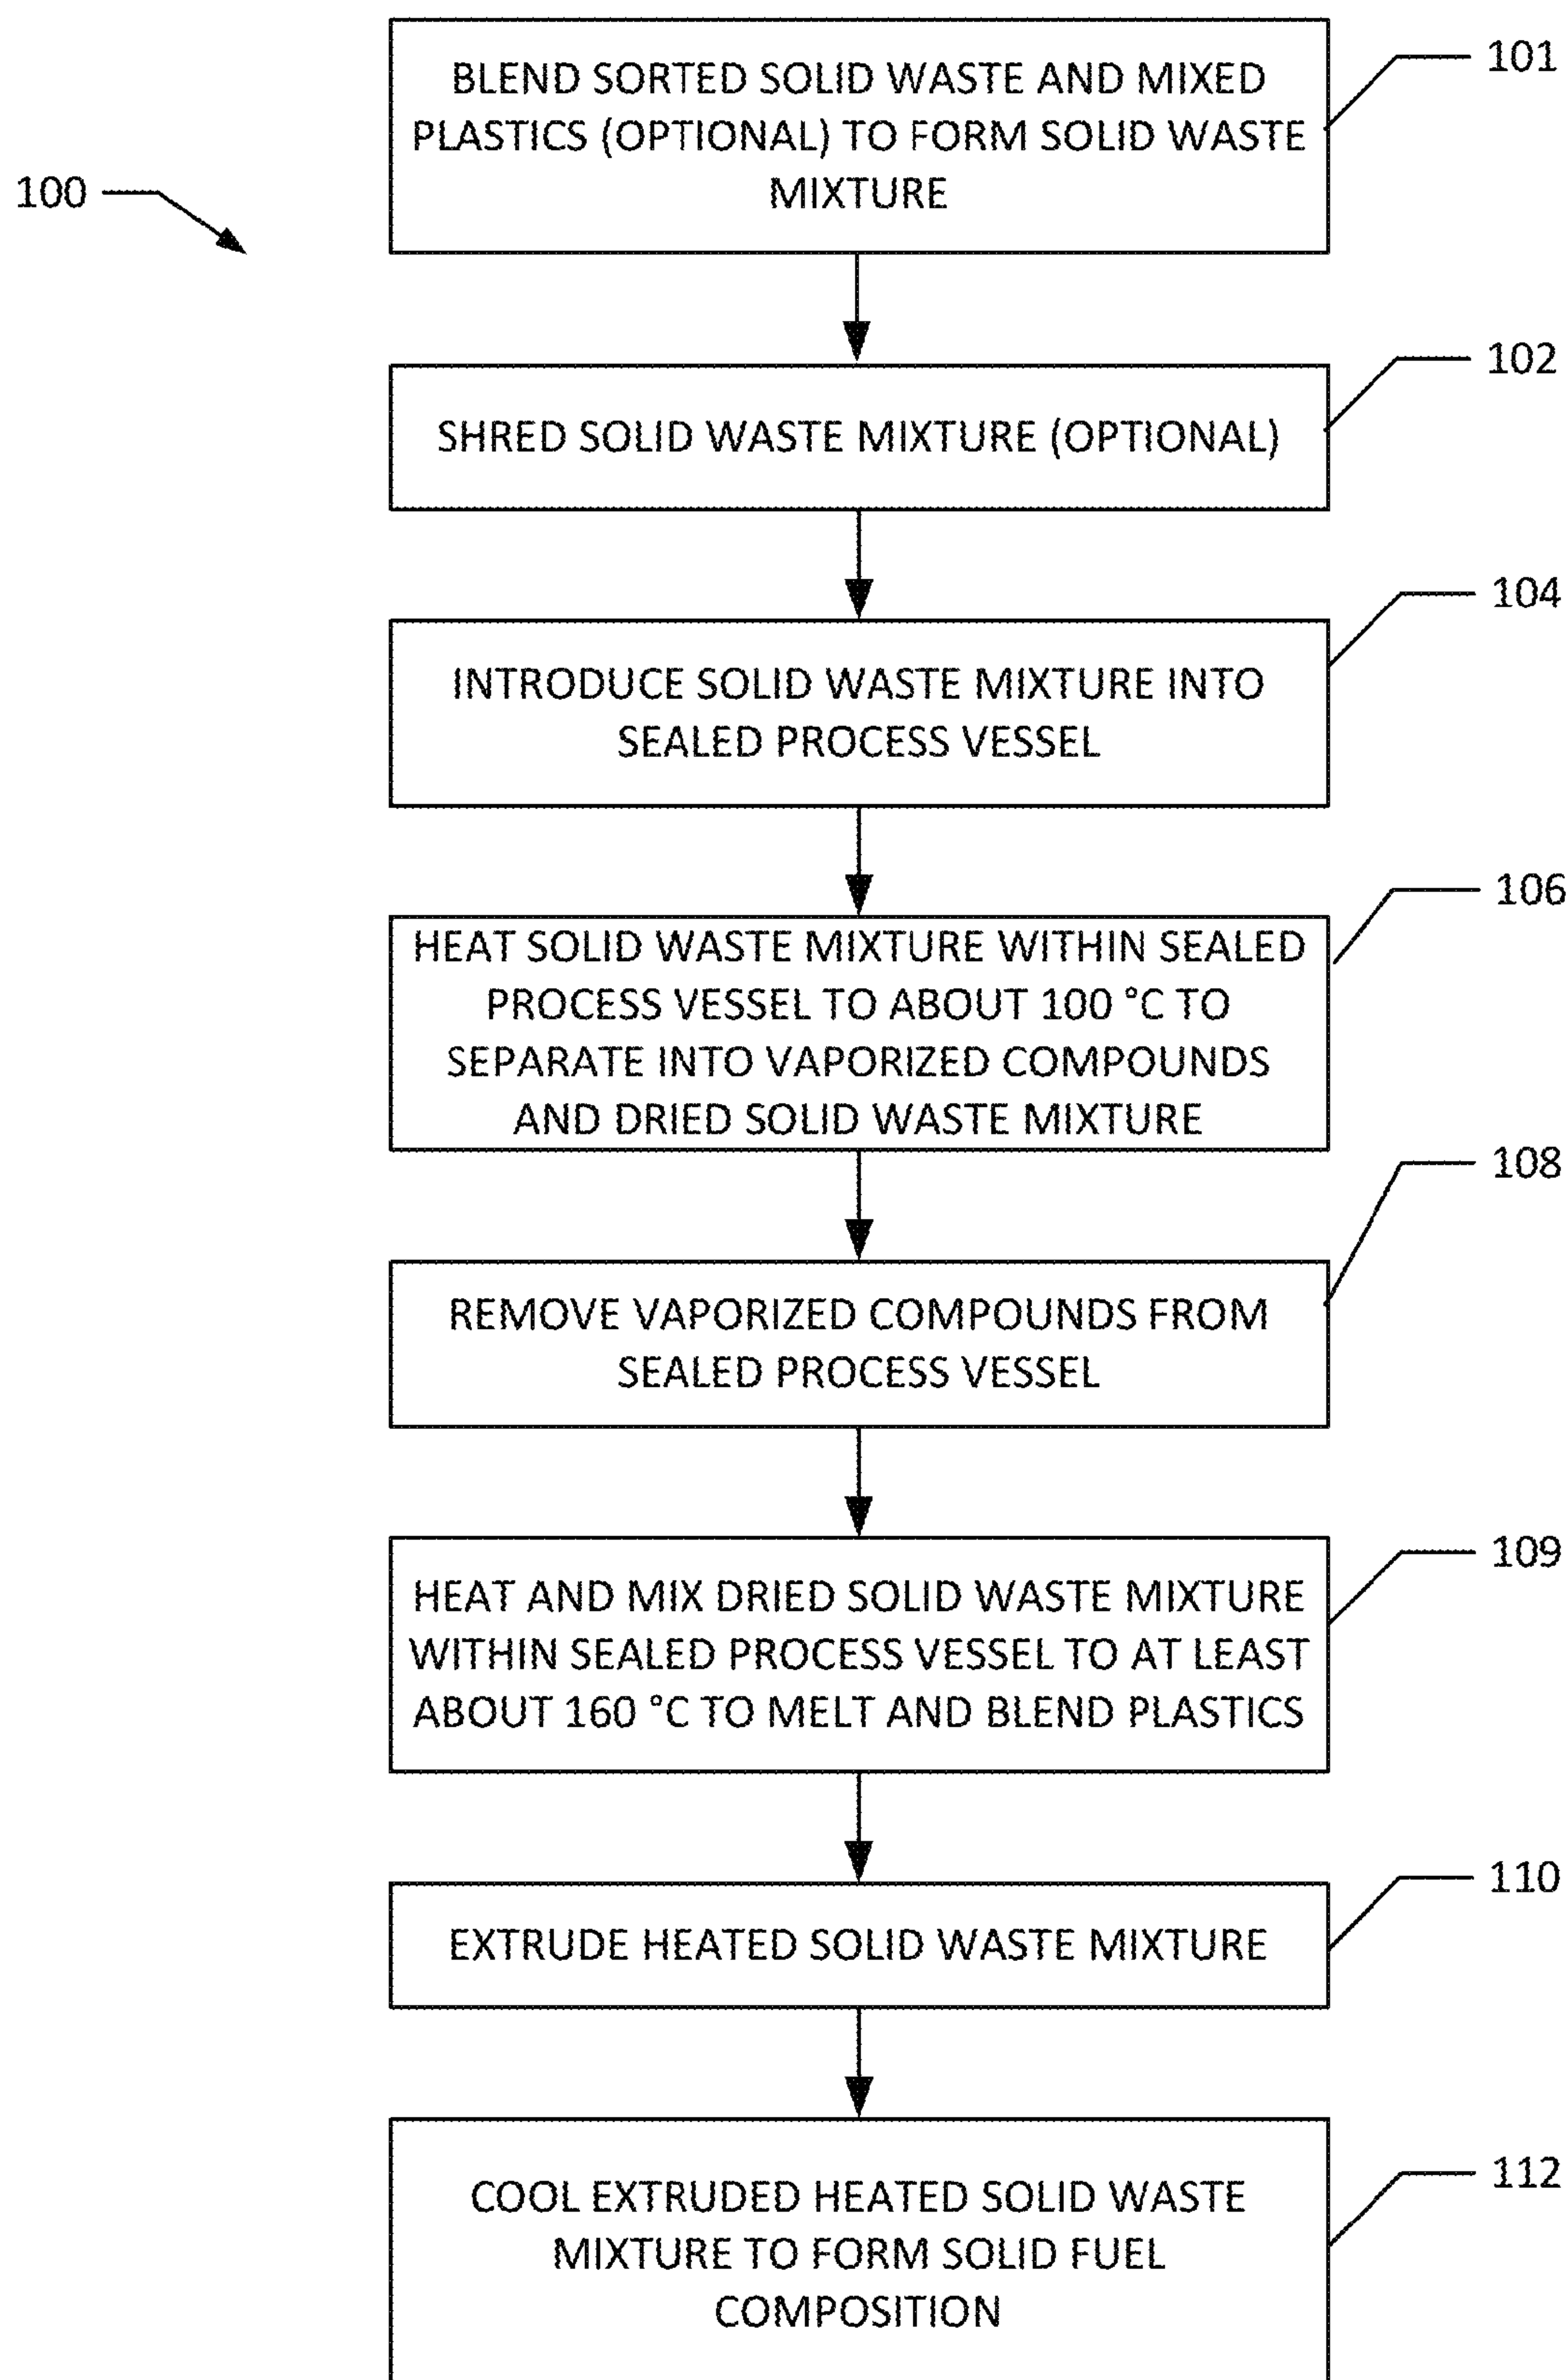 100
BLEND SORTED SOLID WASTE AND MIXED
PLASTICS (OPTIONAL) TO FORM SOLID WASTE
MIXTURE
101
SHRED SOLID WASTE MIXTURE (OPTIONAL)
102
INTRODUCE SOLID WASTE MIXTURE INTO
SEALED PROCESS VESSEL
104
HEAT SOLID WASTE MIXTURE WITHIN SEALED
PROCESS VESSEL TO ABOUT 100 °C TO
SEPARATE INTO VAPORIZED COMPOUNDS
AND DRIED SOLID WASTE MIXTURE
106
REMOVE VAPORIZED COMPOUNDS FROM
SEALED PROCESS VESSEL
108
HEAT AND MIX DRIED SOLID WASTE MIXTURE
WITHIN SEALED PROCESS VESSEL TO AT LEAST
ABOUT 160 °C TO MELT AND BLEND PLASTICS
109
EXTRUDE HEATED SOLID WASTE MIXTURE
110
COOL EXTRUDED HEATED SOLID WASTE
MIXTURE TO FORM SOLID FUEL
COMPOSITION
112